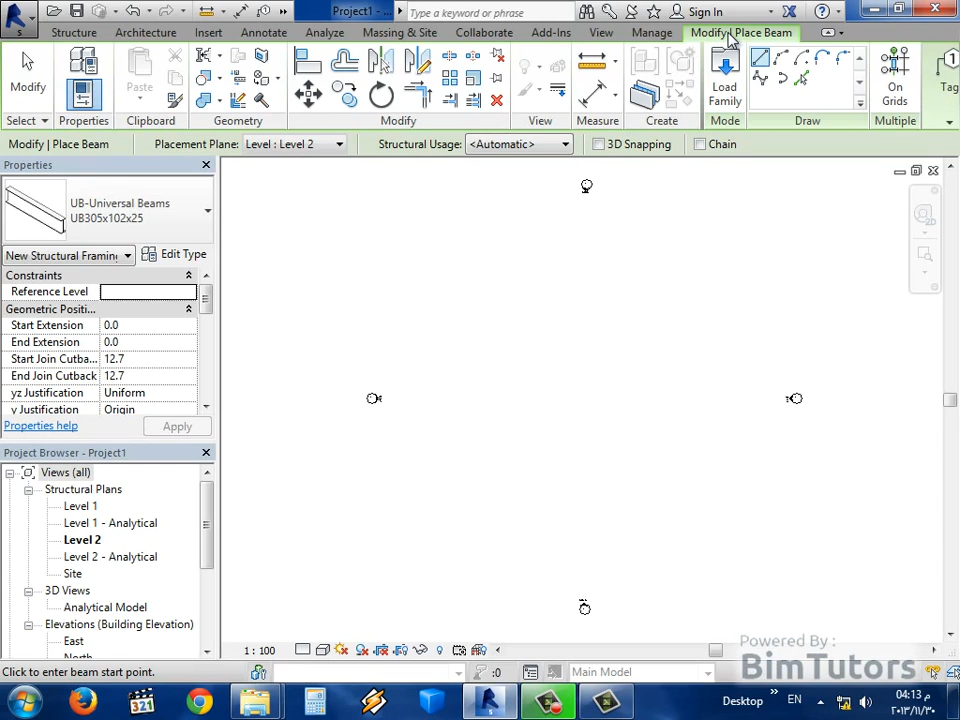 Project1 -
Type a keyword or phrase
Sign In
Structure
Architecture
Insert
Annotate
Analyze
Massing & Site
Collaborate
Add-Ins
View
Manage
Modify | Place Beam
Modify
Paste
Load
Family
On
Grids
Tag
Select
Properties
Clipboard
Geometry
Modify
View
Measure
Create
Mode
Draw
Multiple
Modify | Place Beam
Placement Plane:
Level : Level 2
Structural Usage:
<Automatic>
3D Snapping
Chain
Properties
UB-Universal Beams
UB305x102x25
New Structural Framing
Edit Type
Constraints
Reference Level
Geometric Positi...
Start Extension 0.0
End Extension 0.0
Start Join Cutba... 12.7
End Join Cutback 12.7
yz Justification Uniform
y Justification Origin
Properties help
Apply
Project Browser - Project1
Views (all)
Structural Plans
Level 1
Level 1 - Analytical
Level 2
Level 2 - Analytical
Site
3D Views
Analytical Model
Elevations (Building Elevation)
East
North
2D
1 : 100
Powered By :
BimTutors
Click to enter beam start point.
:0
Main Model
321
Desktop
»
EN
04:13 م
٢٠١٣/١١/٣٠